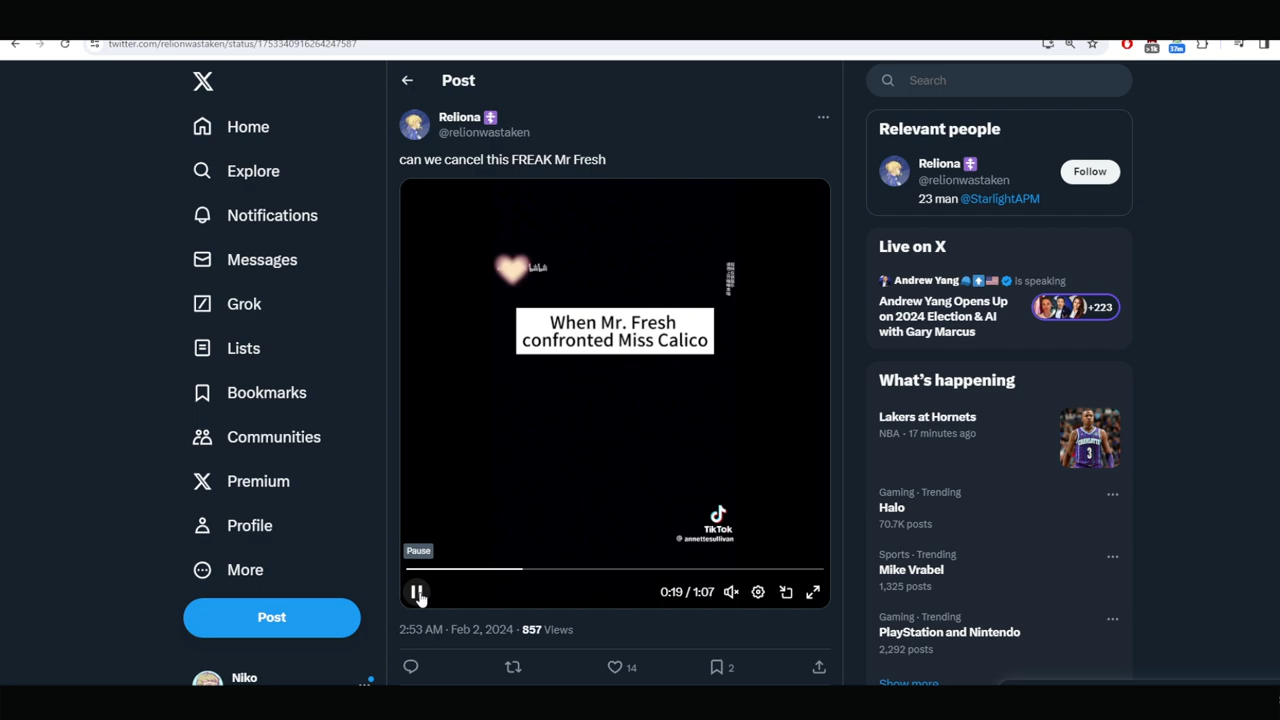 twitter.com/relionwastaken/status/1753340916264247587
>1k
37m
Home
Explore
Notifications
Messages
Grok
Lists
Bookmarks
Communities
Premium
Profile
More
Post
Niko
Post
Reliona
@relionwastaken
can we cancel this FREAK Mr Fresh
When Mr. Fresh
confronted Miss Calico
TikTok
@ annettesullivan
Pause
0:19 / 1:07
2:53 AM · Feb 2, 2024 · 857 Views
14
2
Search
Relevant people
Reliona
@relionwastaken
Follow
23 man @StarlightAPM
Live on X
Andrew Yang is speaking
Andrew Yang Opens Up
on 2024 Election & AI
with Gary Marcus
+223
What's happening
Lakers at Hornets
NBA · 17 minutes ago
Gaming · Trending
Halo
70.7K posts
Sports · Trending
Mike Vrabel
1,325 posts
Gaming · Trending
PlayStation and Nintendo
2,292 posts
Show more